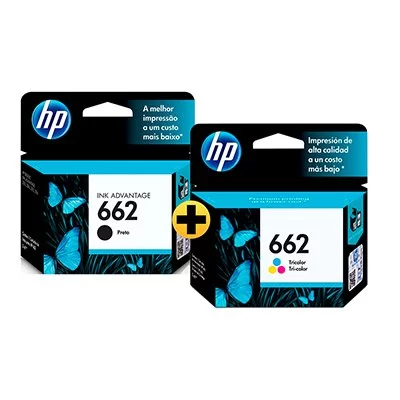 hp
A melhor
impressão
a um custo
mais baixo*
INK ADVANTAGE
662
Preto
+
hp
Impresión de
alta calidad
a un costo
más bajo*
662
Tricolor
Tri-color